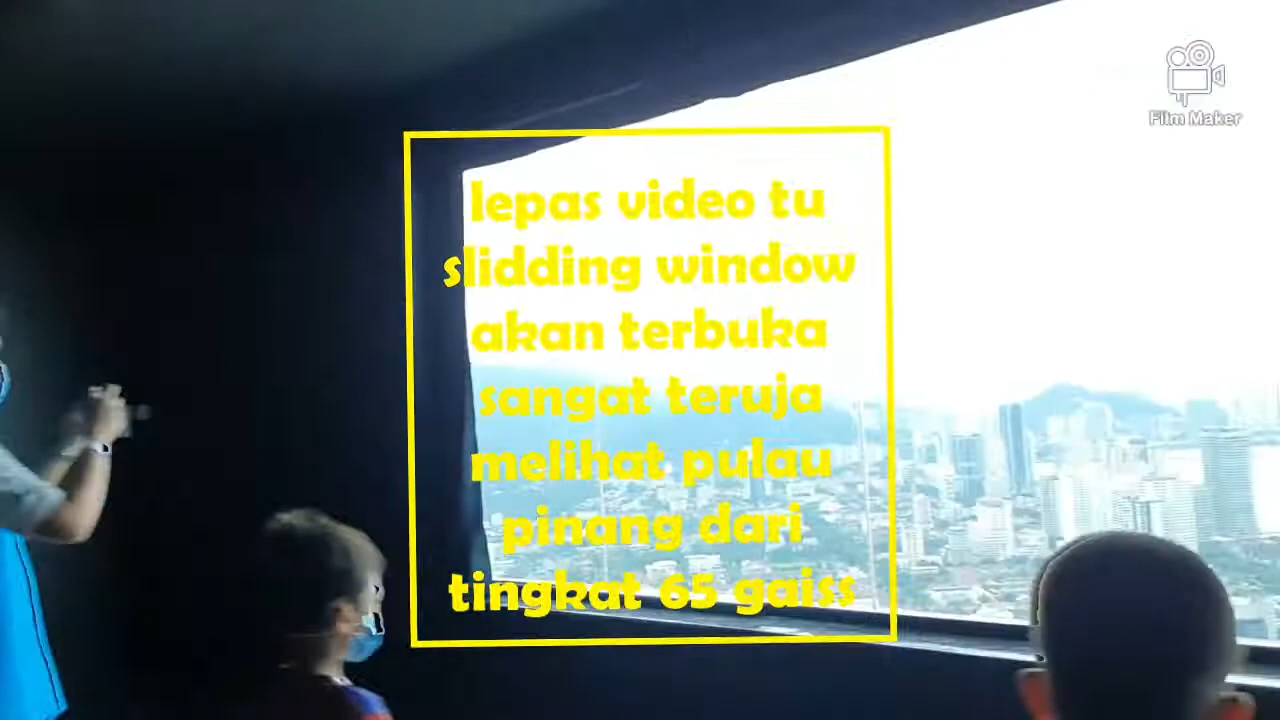 Film Maker
lepas video tu
slidding window
akan terbuka
sangat teruja
melihat pulau
pinang dari
tingkat 65 gaiss